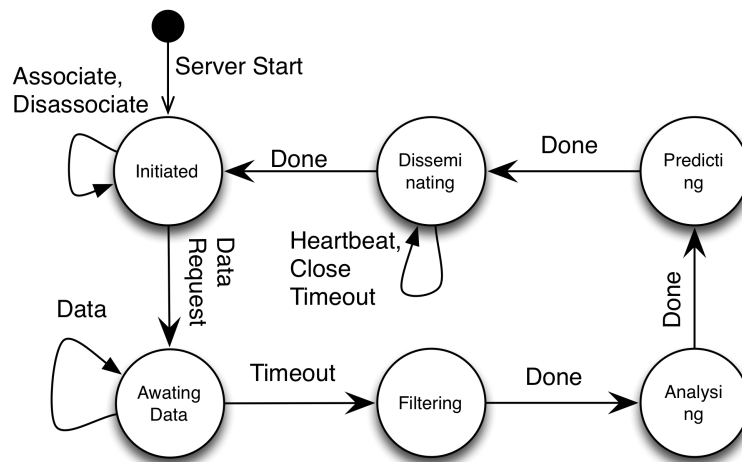 Server Start
Associate,
Disassociate
Initiated
Done
Dissemi
nating
Done
Predicti
ng
Data
Request
Heartbeat,
Close
Timeout
Done
Data
Awating
Data
Timeout
Filtering
Done
Analysi
ng